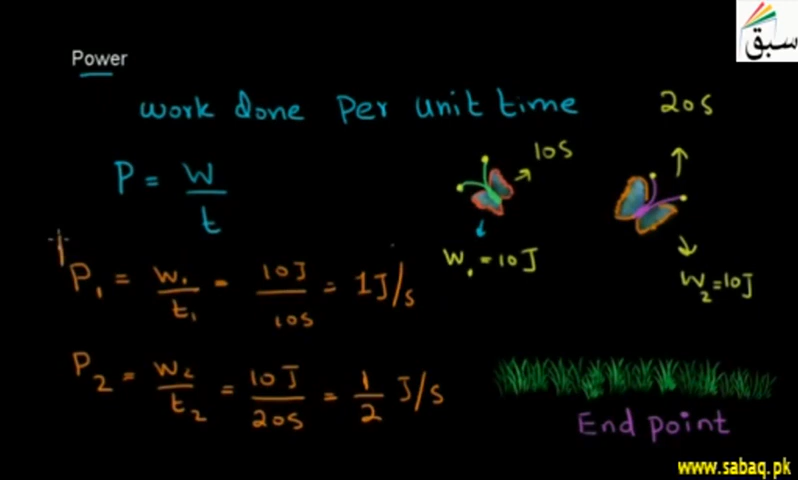 سبق
Power
work done Per unit time
20s
P = W/t
10s
W₁ = 10J
W₂ = 10J
P₁ = W₁/t₁ = 10J/10s = 1J/s
P₂ = W₂/t₂ = 10J/20s = 1/2 J/s
End point
www.sabaq.pk